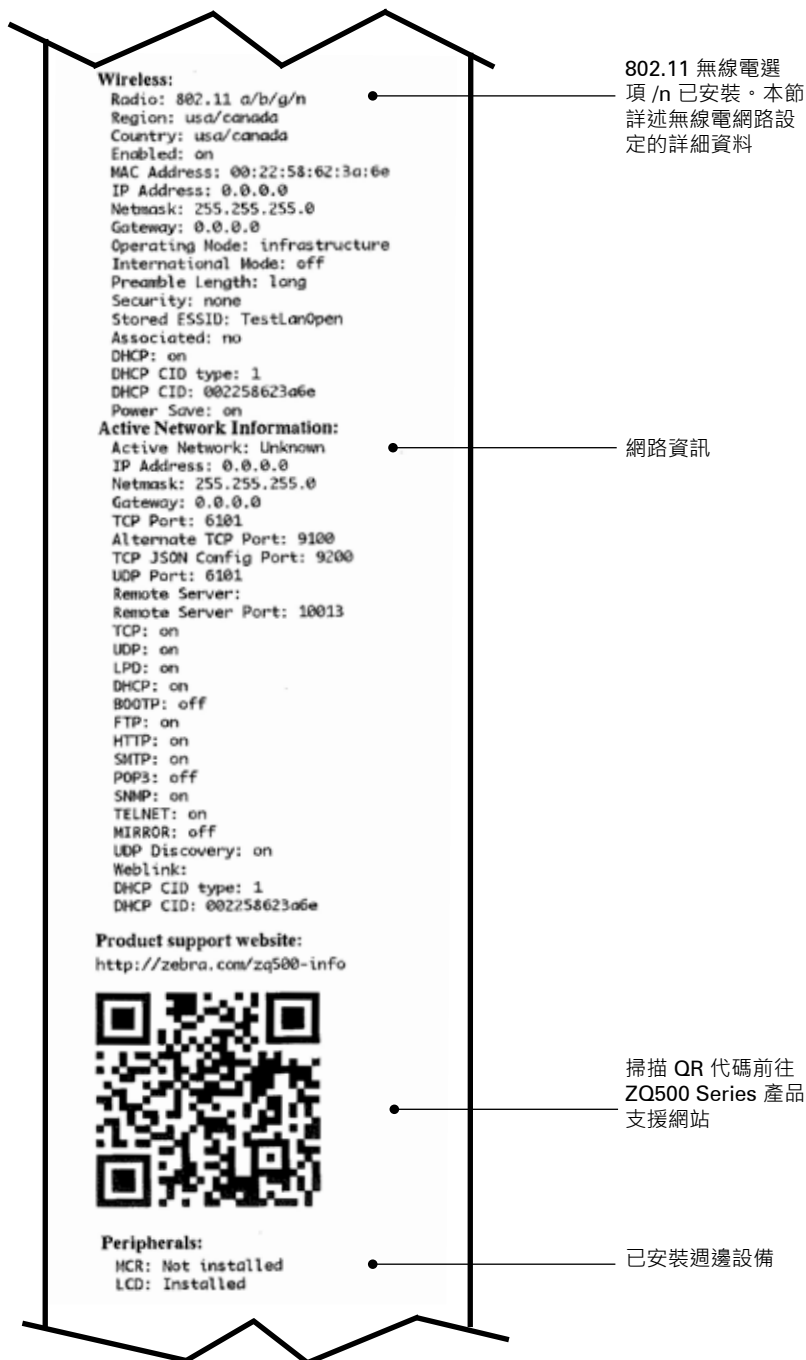 Wireless:
Radio: 802.11 a/b/g/n
Region: usa/canada
Country: usa/canada
Enabled: on
MAC Address: 00:22:58:62:3a:6e
IP Address: 0.0.0.0
Netmask: 255.255.255.0
Gateway: 0.0.0.0
Operating Mode: infrastructure
International Mode: off
Preamble Length: long
Security: none
Stored ESSID: TestLanOpen
Associated: no
DHCP: on
DHCP CID type: 1
DHCP CID: 002258623a6e
Power Save: on
Active Network Information:
Active Network: Unknown
IP Address: 0.0.0.0
Netmask: 255.255.255.0
Gateway: 0.0.0.0
TCP Port: 6101
Alternate TCP Port: 9100
TCP JSON Config Port: 9200
UDP Port: 6101
Remote Server:
Remote Server Port: 10013
TCP: on
UDP: on
LPD: on
DHCP: on
BOOTP: off
FTP: on
HTTP: on
SMTP: on
POP3: off
SNMP: on
TELNET: on
MIRROR: off
UDP Discovery: on
Weblink:
DHCP CID type: 1
DHCP CID: 002258623a6e
Product support website:
http://zebra.com/zq500-info
Peripherals:
MCR: Not installed
LCD: Installed
802.11 無線電選
項 /n 已安裝。本節
詳述無線電網路設
定的詳細資料
網路資訊
掃描 QR 代碼前往
ZQ500 Series 產品
支援網站
已安裝週邊設備